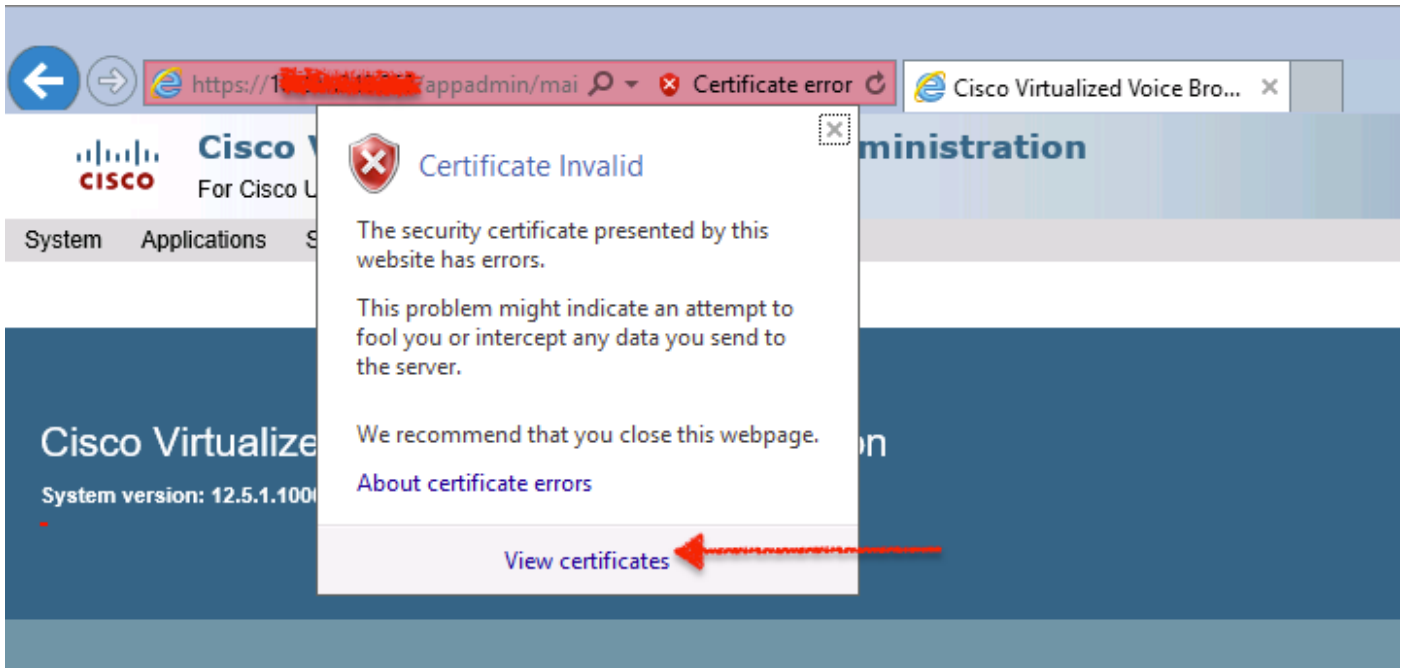 https://1 /appadmin/mai Certificate error Cisco Virtualized Voice Bro...
CISCO
Cisco ministration
For Cisco
System Applications
Certificate Invalid
The security certificate presented by this
website has errors.
This problem might indicate an attempt to
fool you or intercept any data you send to
the server.
We recommend that you close this webpage.
About certificate errors
View certificates
Cisco Virtualize on
System version: 12.5.1.1000